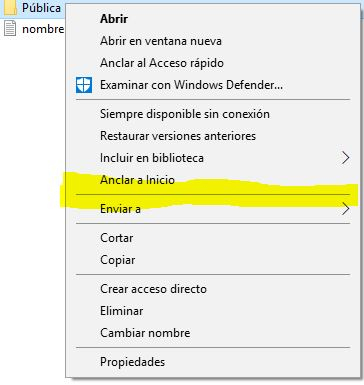 Pública
nombre
Abrir
Abrir en ventana nueva
Anclar al Acceso rápido
Examinar con Windows Defender...
Siempre disponible sin conexión
Restaurar versiones anteriores
Incluir en biblioteca
Anclar a Inicio
Enviar a
Cortar
Copiar
Crear acceso directo
Eliminar
Cambiar nombre
Propiedades